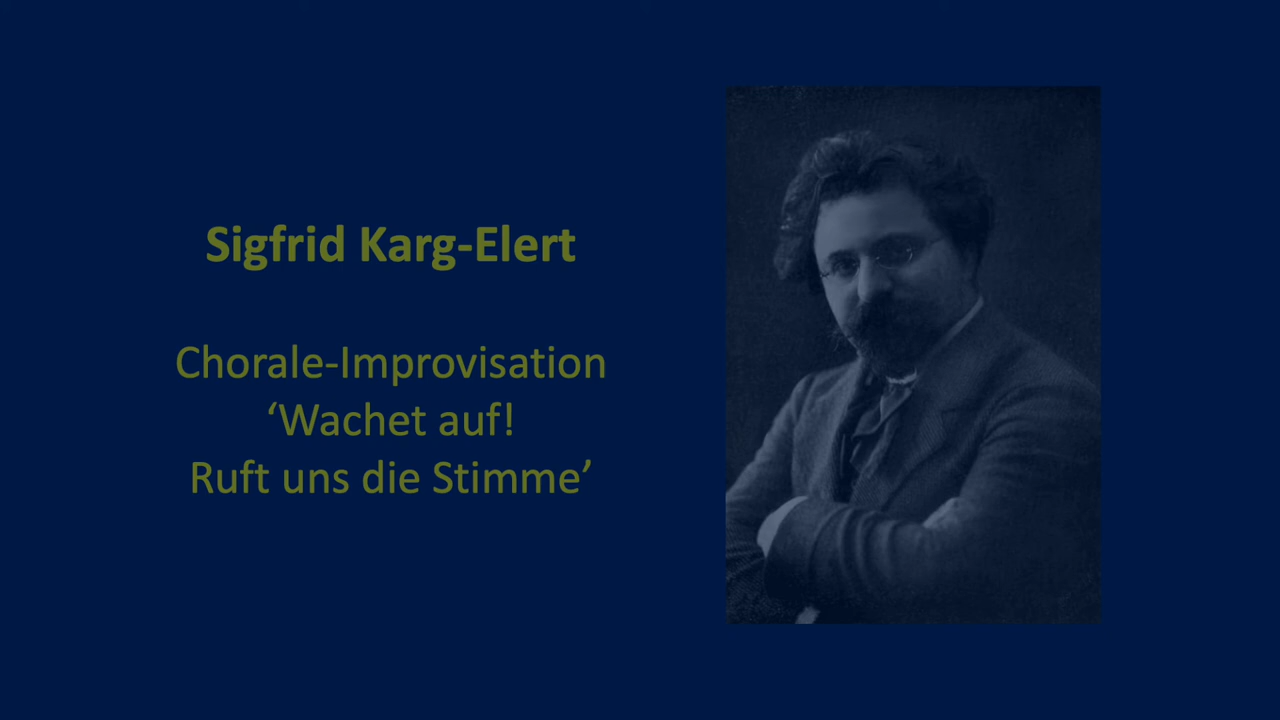 Sigfrid Karg-Elert
Chorale-Improvisation
‘Wachet auf!
Ruft uns die Stimme’